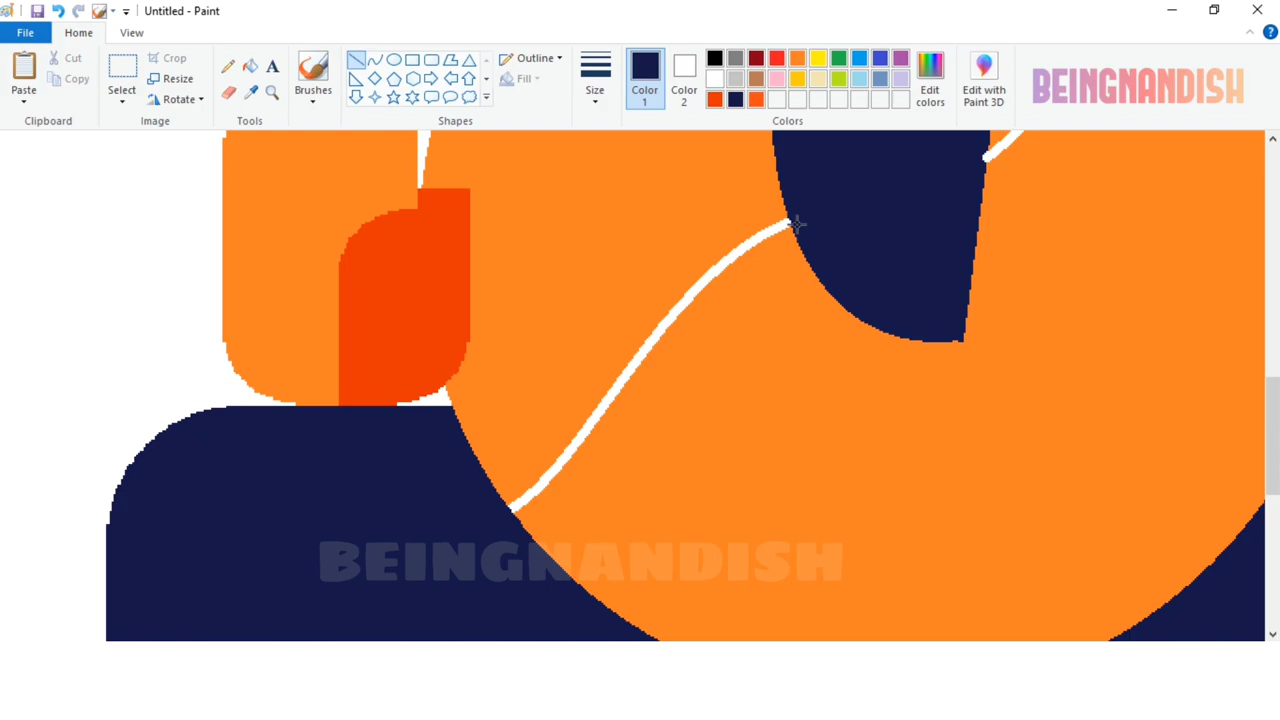 Untitled - Paint
File Home View
Paste
Cut
Copy
Clipboard
Select
Crop
Resize
Rotate
Image
Tools
Brushes
Shapes
Outline
Fill
Size
Color 1
Color 2
Colors
Edit colors
Edit with Paint 3D
BEINGNANDISH
BEINGNANDISH